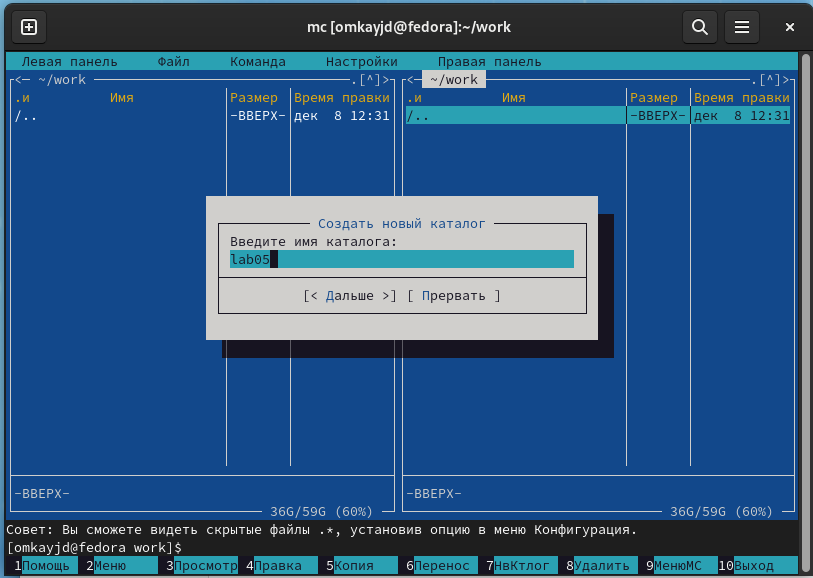 mc [omkayjd@fedora]:~/work
Левая панель Файл Команда Настройки Правая панель
<─ ~/work .[^]> <─ ~/work .[^]>
.и Имя Размер Время правки .и Имя Размер Время правки
/.. -ВВЕРХ- дек 8 12:31 /.. -ВВЕРХ- дек 8 12:31
Создать новый каталог
Введите имя каталога:
lab05
[< Дальше >] [ Прервать ]
-ВВЕРХ- -ВВЕРХ-
36G/59G (60%) 36G/59G (60%)
Совет: Вы сможете видеть скрытые файлы .*, установив опцию в меню Конфигурация.
[omkayjd@fedora work]$
1Помощь 2Меню 3Просмотр 4Правка 5Копия 6Перенос 7НвКтлог 8Удалить 9МенюМС 10Выход